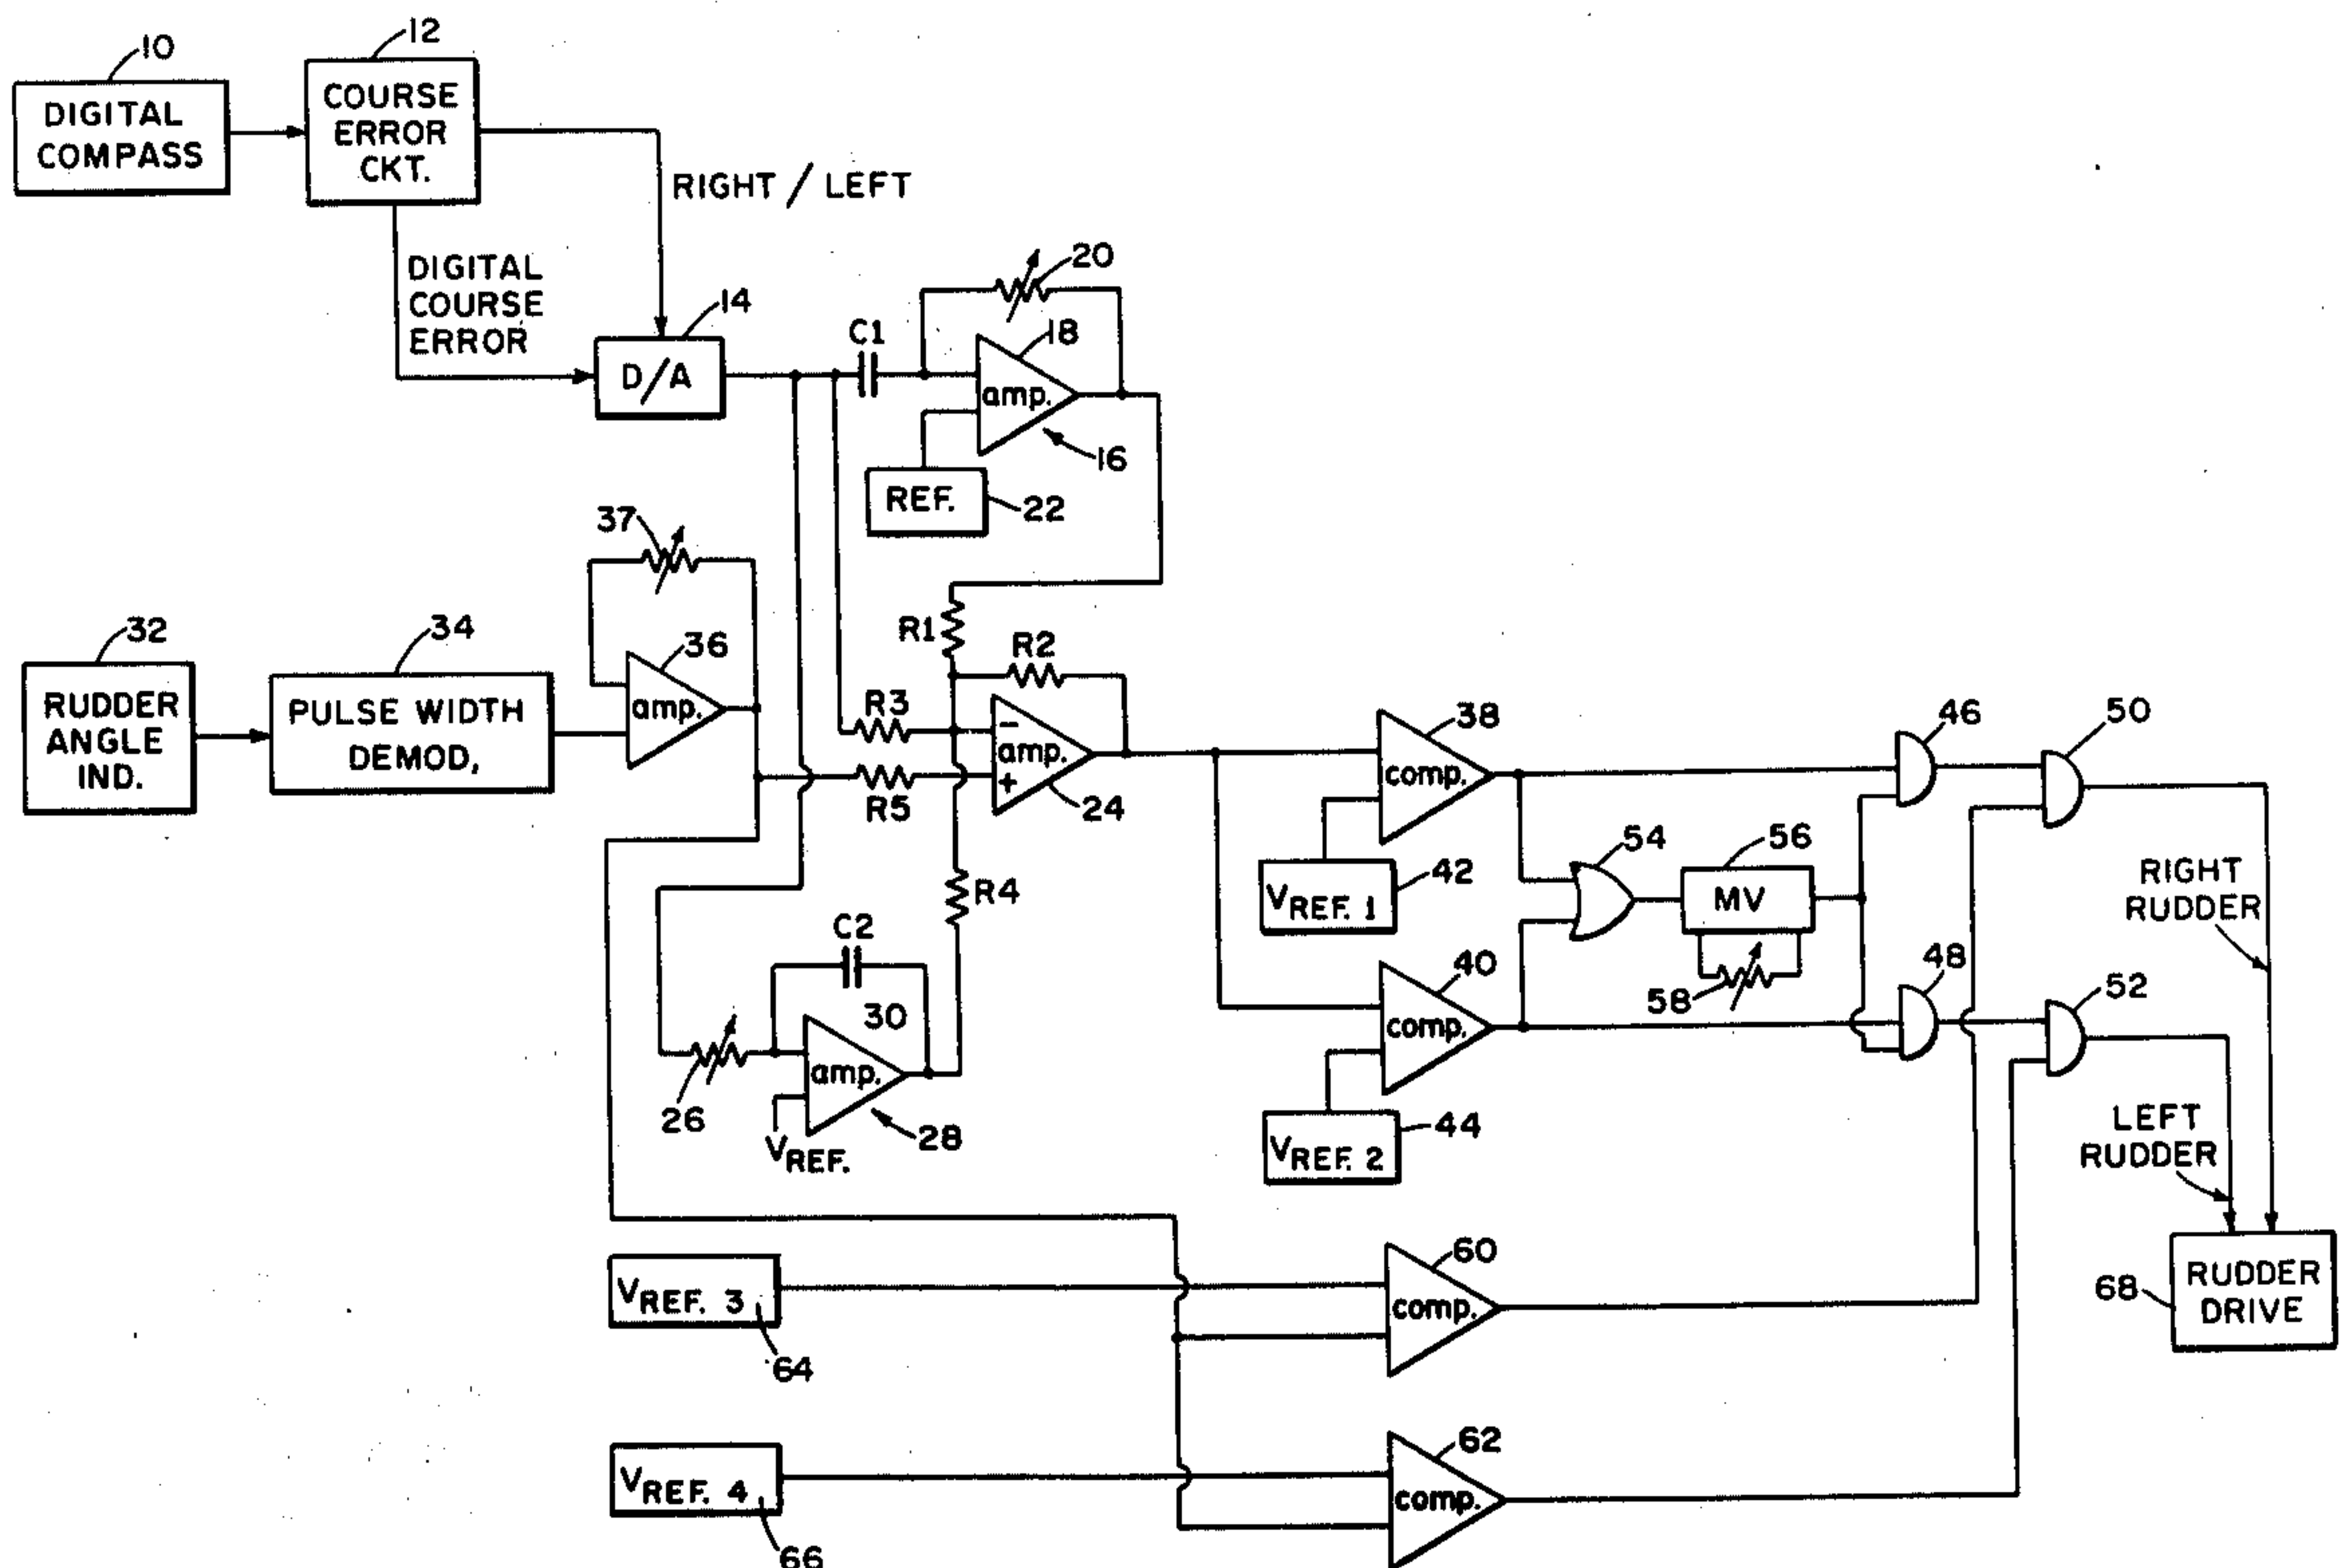 10
DIGITAL
COMPASS
12
COURSE
ERROR
CKT.
RIGHT / LEFT
DIGITAL
COURSE
ERROR
14
D/A
C1
20
18
amp.
16
REF.
22
37
32
RUDDER
ANGLE
IND.
34
PULSE WIDTH
DEMOD,
36
amp.
R1
R2
R3
R5
-
amp.
+
24
R4
C2
30
amp.
26
VREF.
28
38
comp.
VREF. 1
42
40
comp.
VREF. 2
44
54
56
MV
58
46
48
50
52
RIGHT
RUDDER
LEFT
RUDDER
VREF. 3
64
60
comp.
VREF. 4
66
62
comp.
68
RUDDER
DRIVE